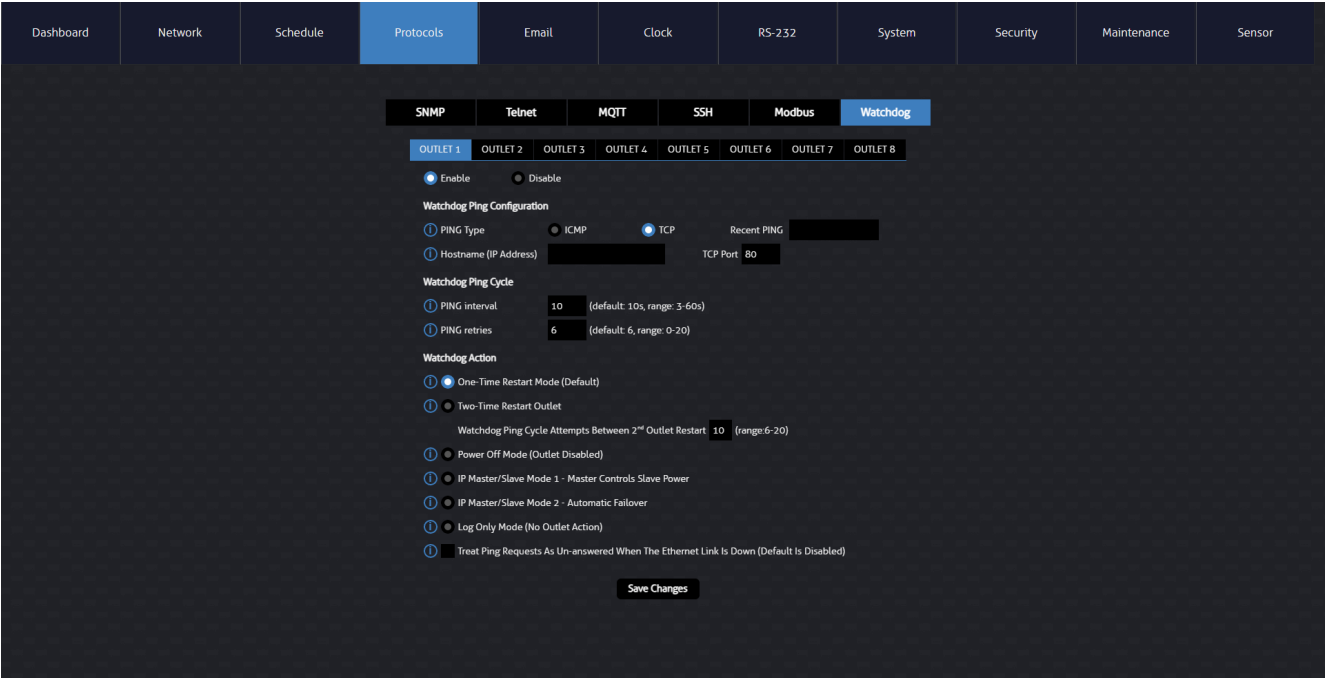 Dashboard Network Schedule Protocols Email Clock RS-232 System Security Maintenance Sensor
SNMP Telnet MQTT SSH Modbus Watchdog
OUTLET 1 OUTLET 2 OUTLET 3 OUTLET 4 OUTLET 5 OUTLET 6 OUTLET 7 OUTLET 8
Enable Disable
Watchdog Ping Configuration
PING Type ICMP TCP Recent PING
Hostname (IP Address) TCP Port 80
Watchdog Ping Cycle
PING interval 10 (default: 10s, range: 3-60s)
PING retries 6 (default: 6, range: 0-20)
Watchdog Action
One-Time Restart Mode (Default)
Two-Time Restart Outlet
Watchdog Ping Cycle Attempts Between 2nd Outlet Restart 10 (range:6-20)
Power Off Mode (Outlet Disabled)
IP Master/Slave Mode 1 - Master Controls Slave Power
IP Master/Slave Mode 2 - Automatic Failover
Log Only Mode (No Outlet Action)
Treat Ping Requests As Un-answered When The Ethernet Link Is Down (Default Is Disabled)
Save Changes